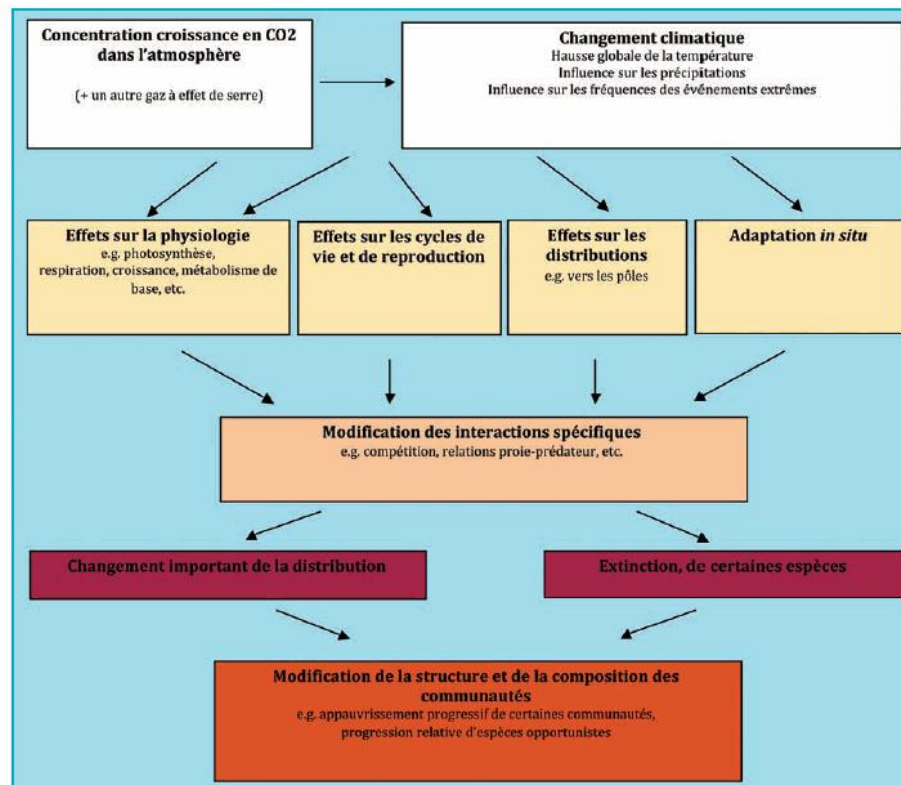 Concentration croissance en CO2
dans l'atmosphère
(+ un autre gaz à effet de serre)
Changement climatique
Hausse globale de la température
Influence sur les précipitations
Influence sur les fréquences des événements extrêmes
Effets sur la physiologie
e.g. photosynthèse,
respiration, croissance, métabolisme de
base, etc.
Effets sur les cycles de
vie et de reproduction
Effets sur les
distributions
e.g. vers les pôles
Adaptation in situ
Modification des interactions spécifiques
e.g. compétition, relations proie-prédateur, etc.
Changement important de la distribution
Extinction, de certaines espèces
Modification de la structure et de la composition des
communautés
e.g. appauvrissement progressif de certaines communautés,
progression relative d'espèces opportunistes